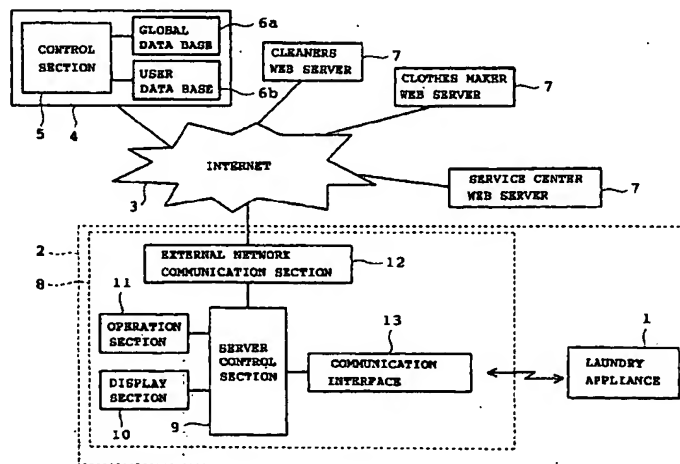 6a
GLOBAL
DATA BASE
CONTROL
SECTION
USER
DATA BASE
6b
5
4
CLEANERS
WEB SERVER
7
CLOTHES MAKER
WEB SERVER
7
INTERNET
3
SERVICE CENTER
WEB SERVER
7
2
8
EXTERNAL NETWORK
COMMUNICATION SECTION
12
11
OPERATION
SECTION
SERVER
CONTROL
SECTION
13
COMMUNICATION
INTERFACE
1
LAUNDRY
APPLIANCE
DISPLAY
SECTION
10
9